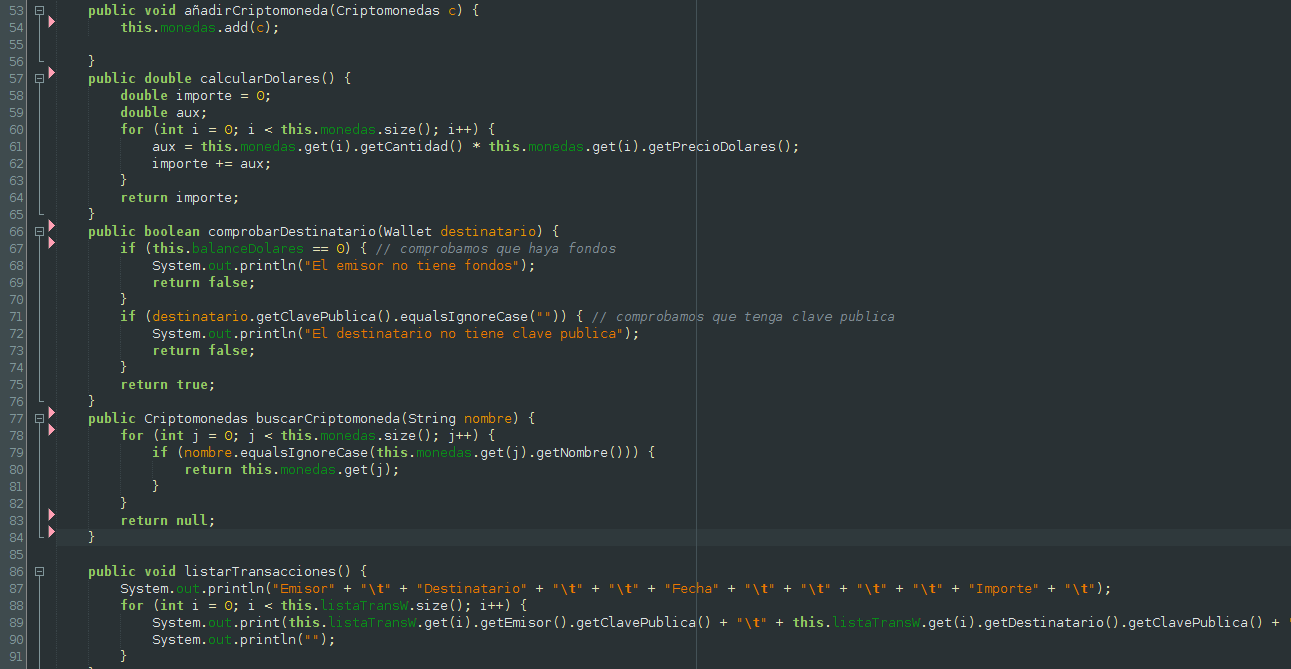 53 public void añadirCriptomoneda(Criptomonedas c) {
54 this.monedas.add(c);
55
56 }
57 public double calcularDolares() {
58 double importe = 0;
59 double aux;
60 for (int i = 0; i < this.monedas.size(); i++) {
61 aux = this.monedas.get(i).getCantidad() * this.monedas.get(i).getPrecioDolares();
62 importe += aux;
63 }
64 return importe;
65 }
66 public boolean comprobarDestinatario(Wallet destinatario) {
67 if (this.balanceDolares == 0) { // comprobamos que haya fondos
68 System.out.println("El emisor no tiene fondos");
69 return false;
70 }
71 if (destinatario.getClavePublica().equalsIgnoreCase("")) { // comprobamos que tenga clave publica
72 System.out.println("El destinatario no tiene clave publica");
73 return false;
74 }
75 return true;
76 }
77 public Criptomonedas buscarCriptomoneda(String nombre) {
78 for (int j = 0; j < this.monedas.size(); j++) {
79 if (nombre.equalsIgnoreCase(this.monedas.get(j).getNombre())) {
80 return this.monedas.get(j);
81 }
82 }
83 return null;
84 }
85
86 public void listarTransacciones() {
87 System.out.println("Emisor" + "\t" + "Destinatario" + "\t" + "\t" + "Fecha" + "\t" + "\t" + "\t" + "\t" + "Importe" + "\t");
88 for (int i = 0; i < this.listaTransW.size(); i++) {
89 System.out.print(this.listaTransW.get(i).getEmisor().getClavePublica() + "\t" + this.listaTransW.get(i).getDestinatario().getClavePublica() + "
90 System.out.println("");
91 }